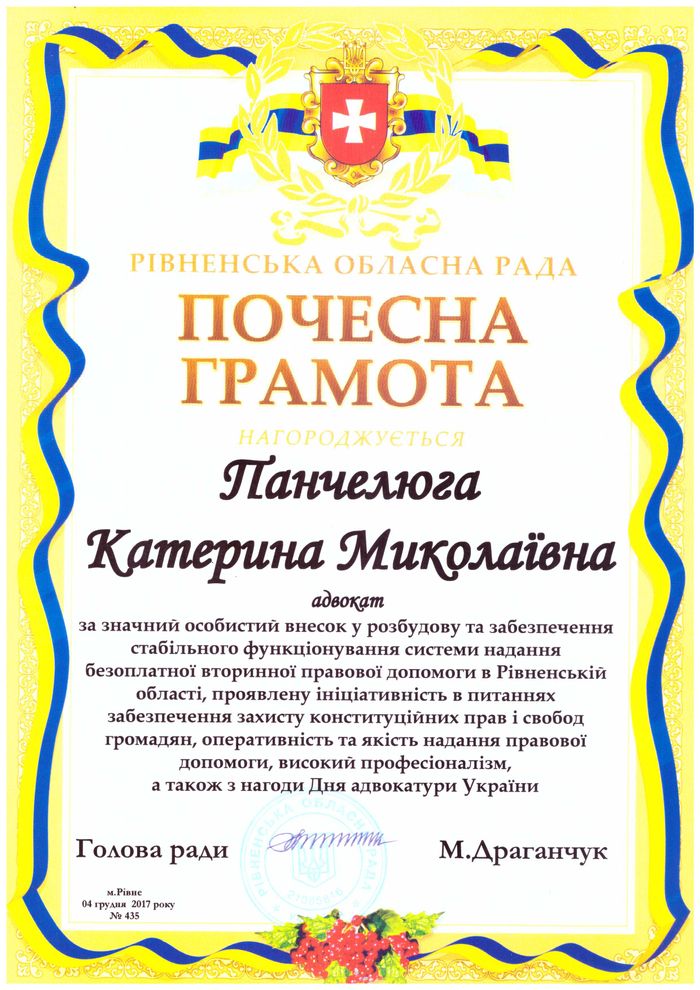 РІВНЕНСЬКА ОБЛАСНА РАДА
ПОЧЕСНА
ГРАМОТА
НАГОРОДЖУЄТЬСЯ
Панчелюга
Катерина Миколаївна
адвокат
за значний особистий внесок у розбудову та забезпечення
стабільного функціонування системи надання
безоплатної вторинної правової допомоги в Рівненській
області, проявлену ініціативність в питаннях
забезпечення захисту конституційних прав і свобод
громадян, оперативність та якість надання правової
допомоги, високий професіоналізм,
а також з нагоди Дня адвокатури України
Голова ради М.Драганчук
РІВНЕНСЬКА ОБЛАСНА РАДА
м.Рівне
04 грудня 2017 року
№ 435